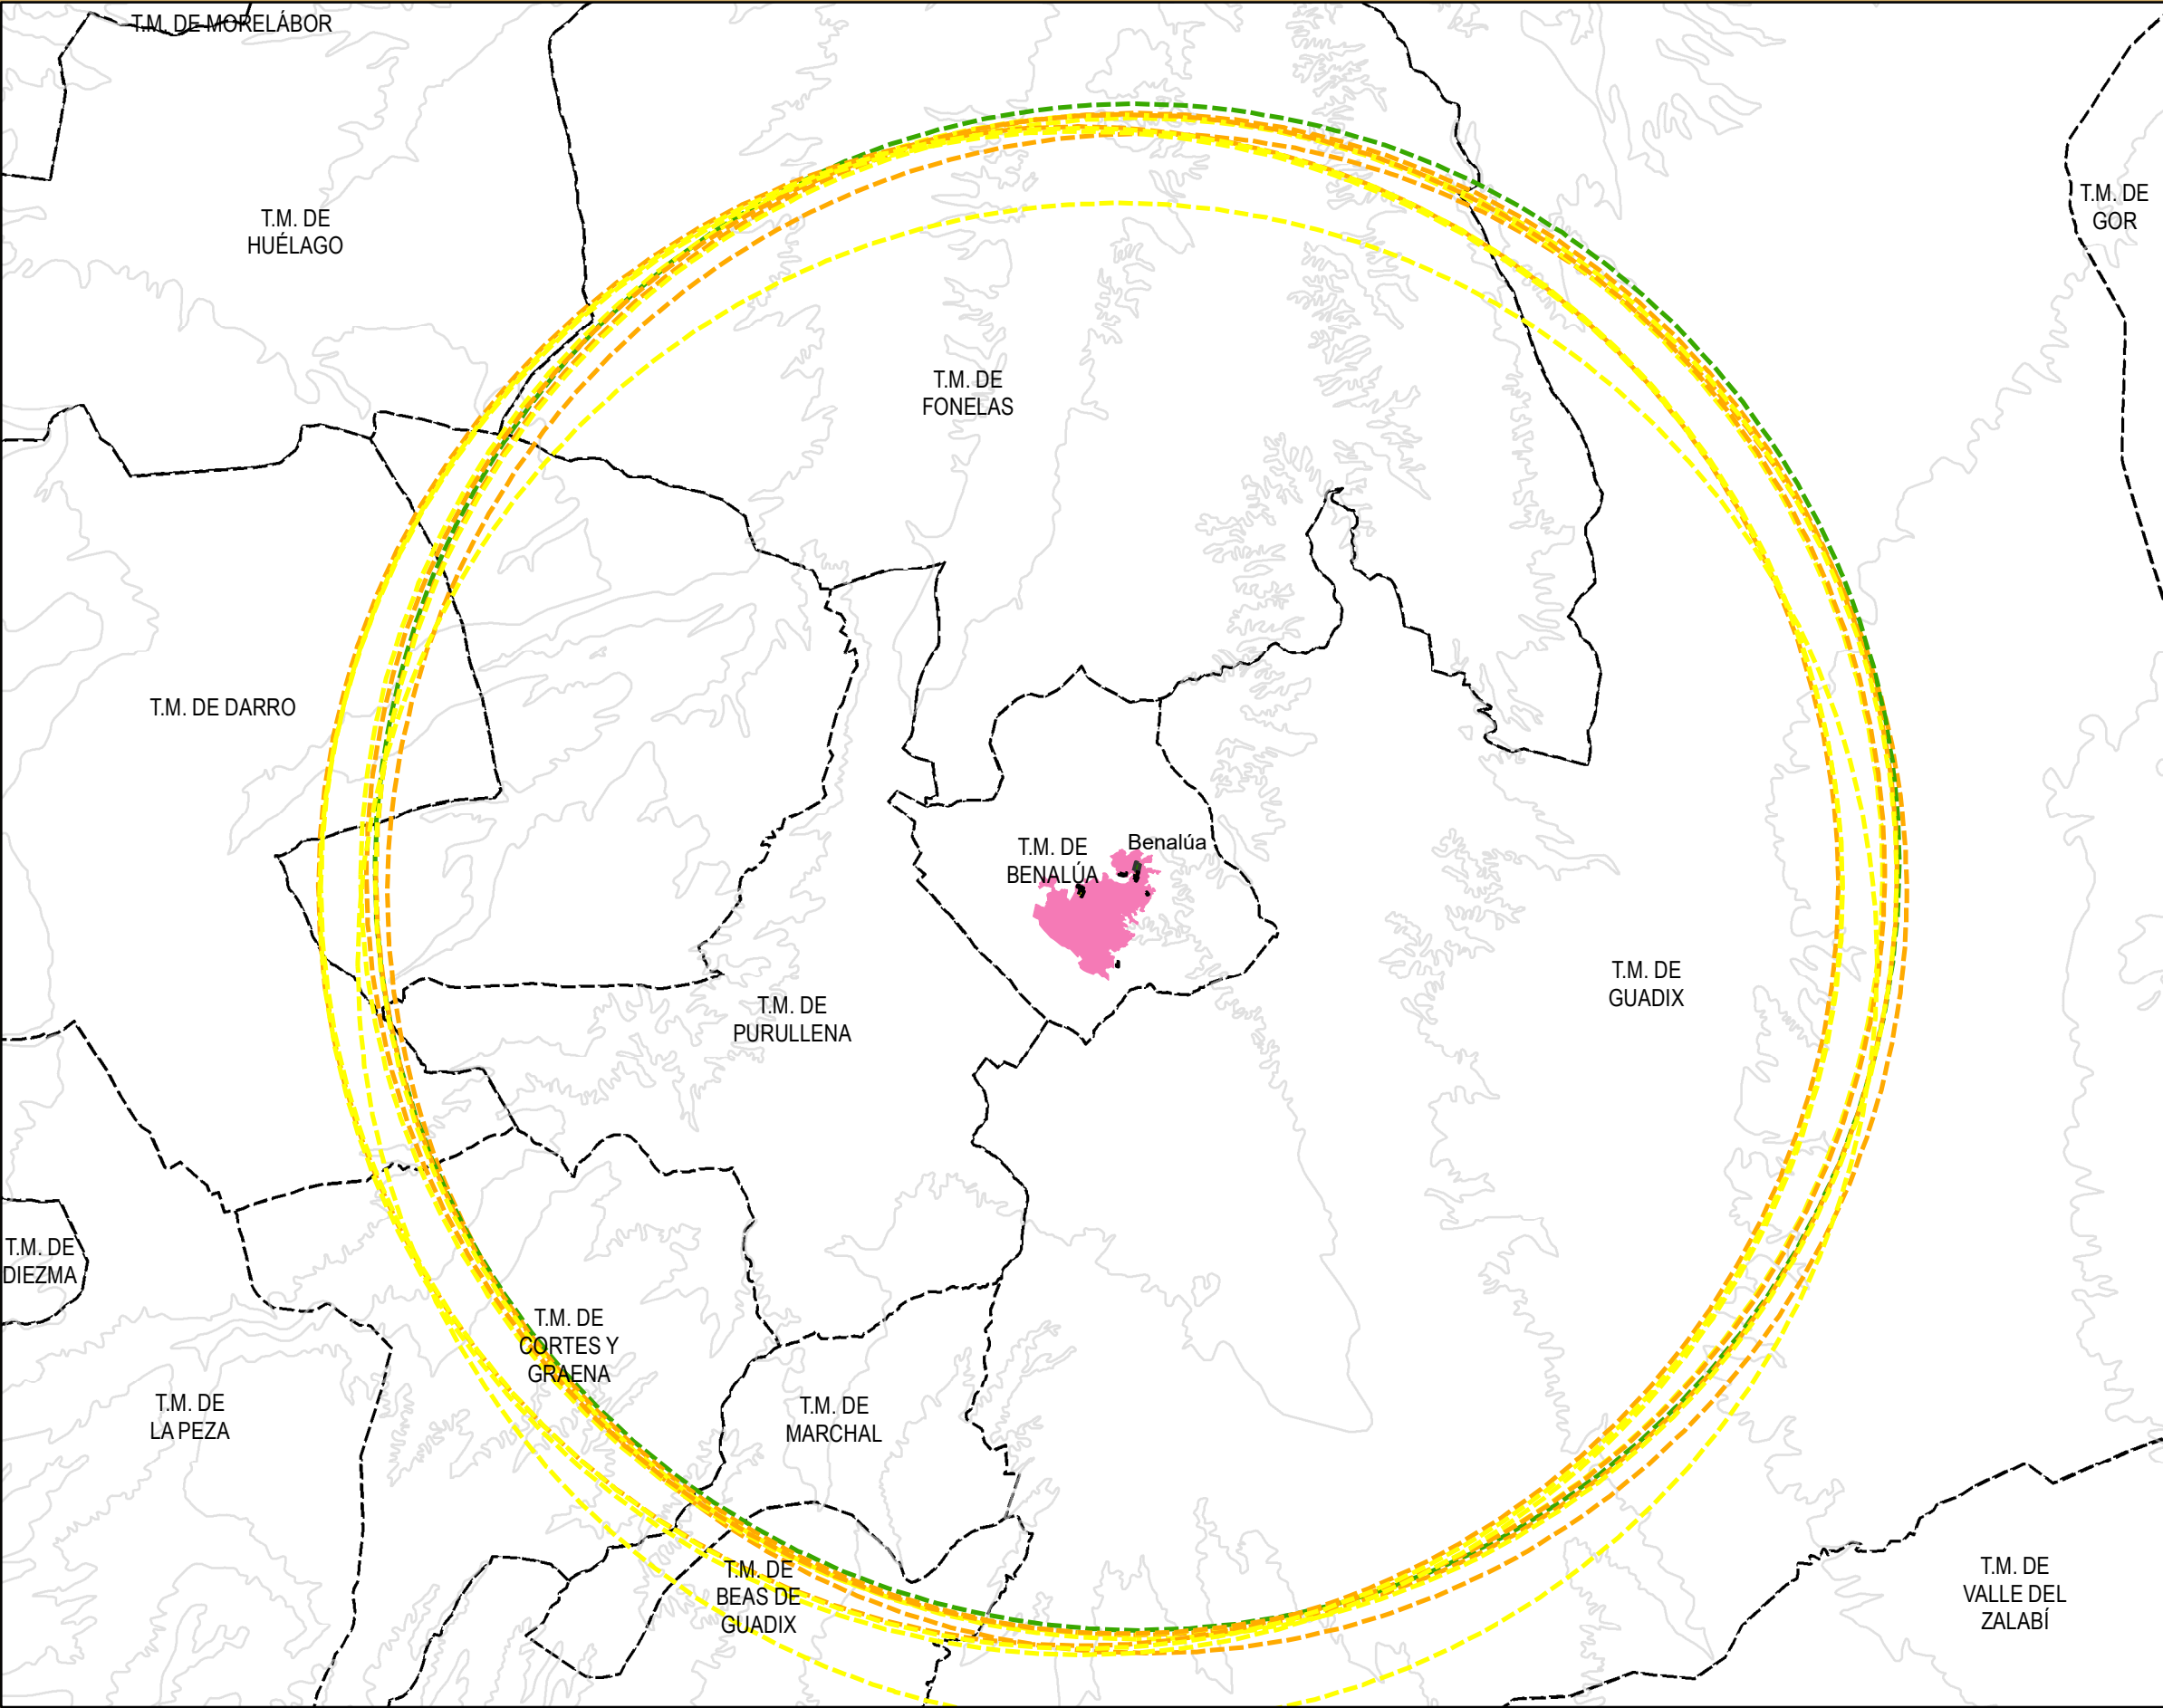 T.M. DE MORELÁBOR
T.M. DE
GOR
T.M. DE
HUÉLAGO
T.M. DE
FONELAS
T.M. DE DARRO
Benalúa
T.M. DE
BENALÚA
T.M. DE
GUADIX
T.M. DE
PURULLENA
T.M. DE
DIEZMA
T.M. DE
CORTES Y
GRAENA
T.M. DE
LA PEZA
T.M. DE
MARCHAL
T.M. DE
BEAS DE
GUADIX
T.M. DE
VALLE DEL
ZALABÍ